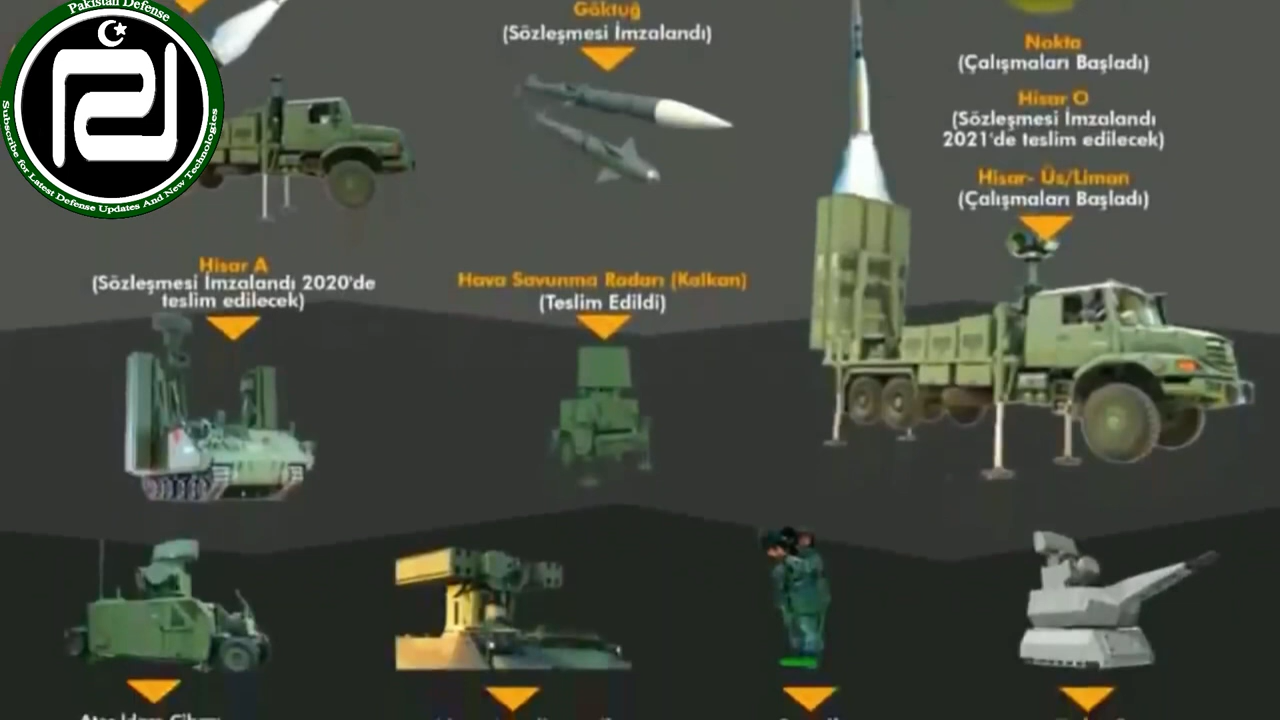 Pakistan Defense
Subscribe for Latest Defense Updates And New Technologies
Göktuğ
(Sözleşmesi İmzalandı)
Nokta
(Çalışmaları Başladı)
Hisar O
(Sözleşmesi İmzalandı
2021'de teslim edilecek)
Hisar- Üs/Liman
(Çalışmaları Başladı)
Hisar A
(Sözleşmesi İmzalandı 2020'de
teslim edilecek)
Hava Savunma Radarı (Kalkan)
(Teslim Edildi)